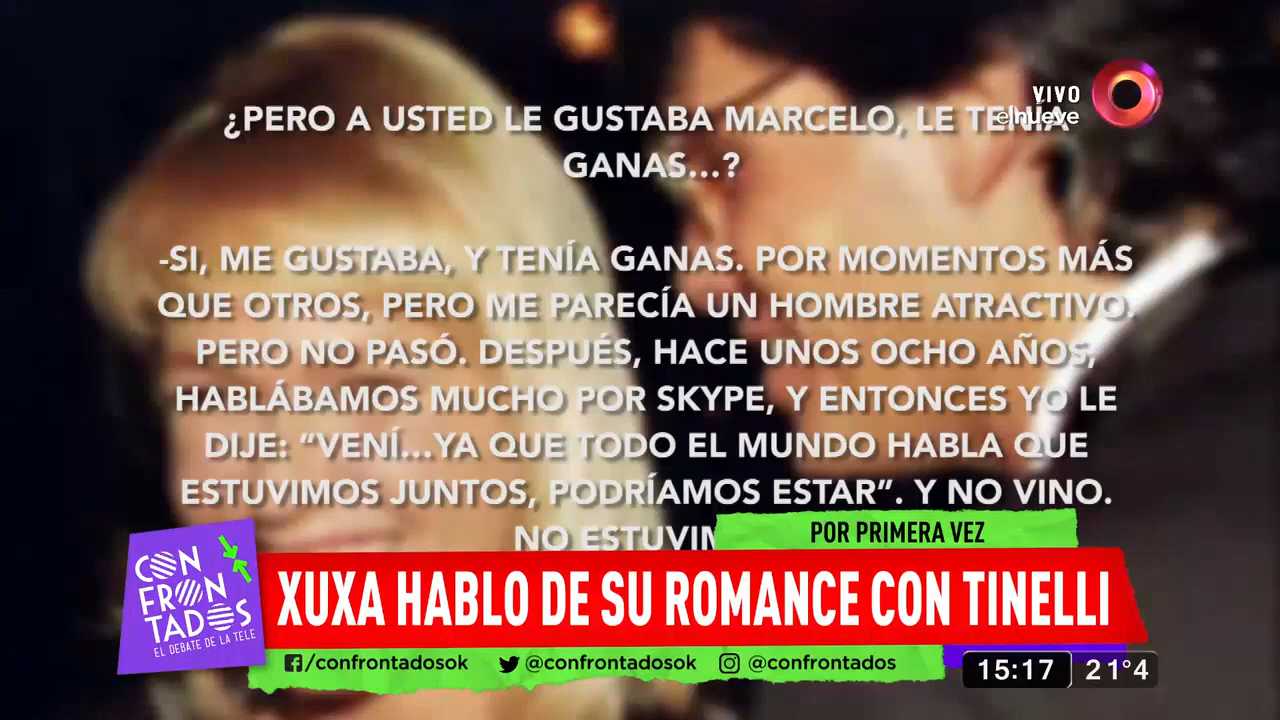 VIVO
elnueve
¿PERO A USTED LE GUSTABA MARCELO, LE TENÍA
GANAS...?
-SI, ME GUSTABA, Y TENÍA GANAS. POR MOMENTOS MÁS
QUE OTROS, PERO ME PARECÍA UN HOMBRE ATRACTIVO.
PERO NO PASÓ. DESPUÉS, HACE UNOS OCHO AÑOS,
HABLÁBAMOS MUCHO POR SKYPE, Y ENTONCES YO LE
DIJE: “VENÍ...YA QUE TODO EL MUNDO HABLA QUE
ESTUVIMOS JUNTOS, PODRÍAMOS ESTAR”. Y NO VINO.
NO
POR PRIMERA VEZ
CON
FRON
TADOS
EL DEBATE DE LA TELE
XUXA HABLO DE SU ROMANCE CON TINELLI
/confrontadosok @confrontadosok @confrontados
15:17 21°4